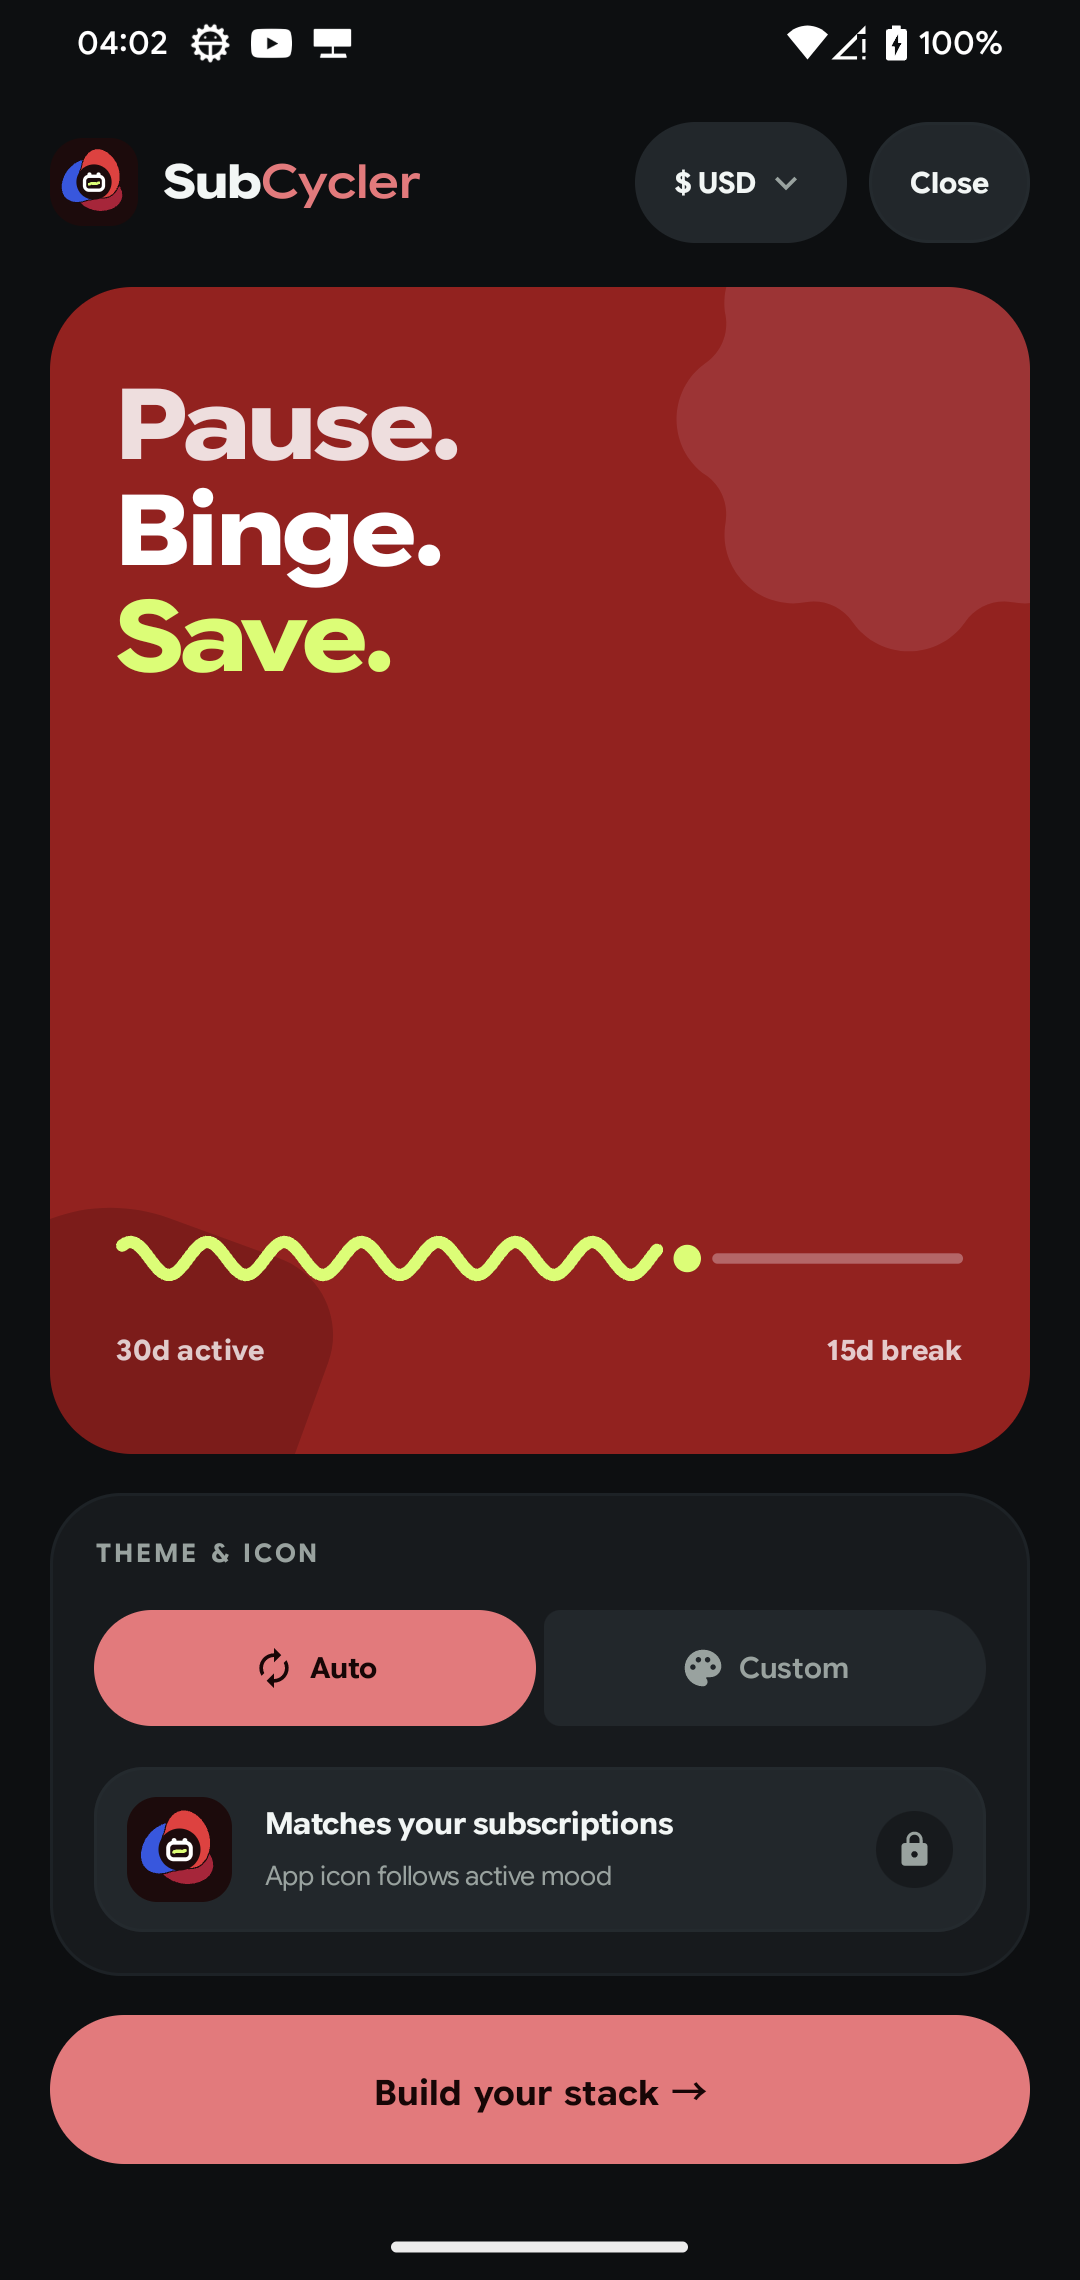 04:02
100%
SubCycler
$ USD
Close
Pause.
Binge.
Save.
30d active
15d break
THEME & ICON
Auto
Custom
Matches your subscriptions
App icon follows active mood
Build your stack →